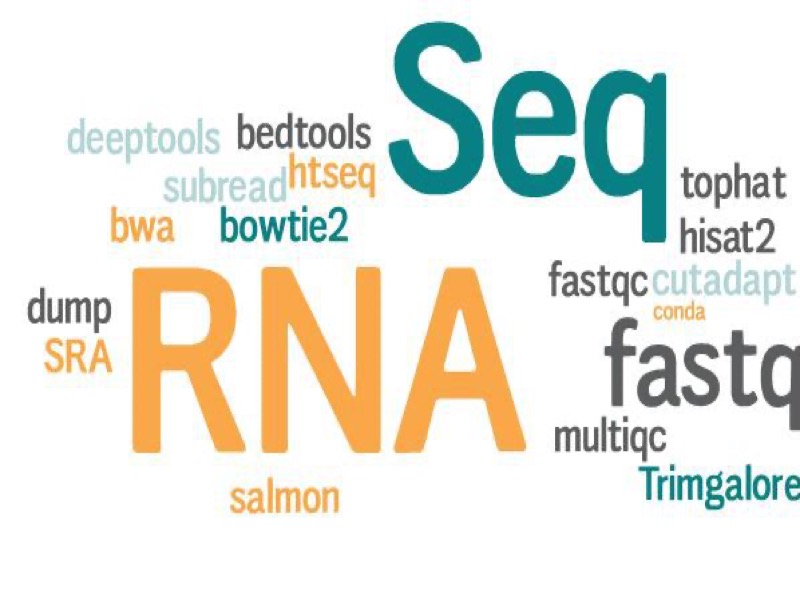 Seq
deeptools
bedtools
subread
htseq
tophat
bwa
bowtie2
hisat2
fastqc
cutadapt
dump
conda
RNA
SRA
fastq
multiqc
Trimgalore
salmon